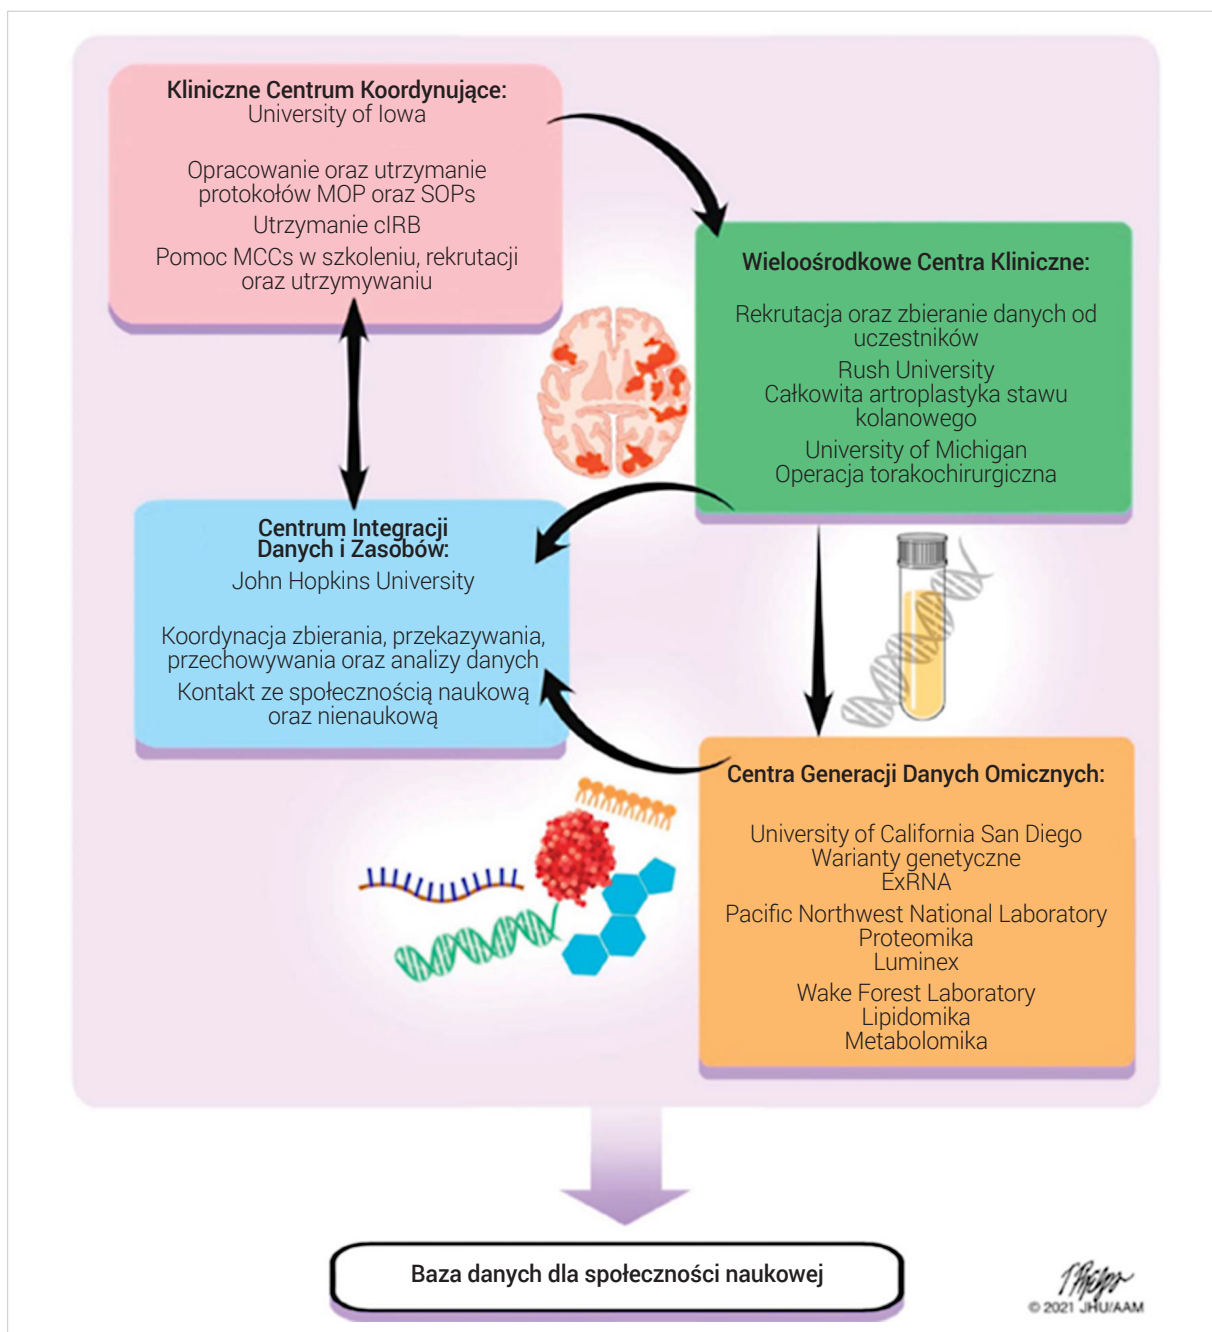 Kliniczne Centrum Koordynujące:
University of Iowa
Opracowanie oraz utrzymanie
protokołów MOP oraz SOPs
Utrzymanie cIRB
Pomoc MCCs w szkoleniu, rekrutacji
oraz utrzymywaniu
Wieloośrodkowe Centra Kliniczne:
Rekrutacja oraz zbieranie danych od
uczestników
Rush University
Całkowita artroplastyka stawu
kolanowego
University of Michigan
Operacja torakochirurgiczna
Centrum Integracji
Danych i Zasobów:
John Hopkins University
Koordynacja zbierania, przekazywania,
przechowywania oraz analizy danych
Kontakt ze społecznością naukową
oraz nienaukową
Centra Generacji Danych Omicznych:
University of California San Diego
Warianty genetyczne
ExRNA
Pacific Northwest National Laboratory
Proteomika
Luminex
Wake Forest Laboratory
Lipidomika
Metabolomika
Baza danych dla społeczności naukowej
© 2021 JHU/AAM